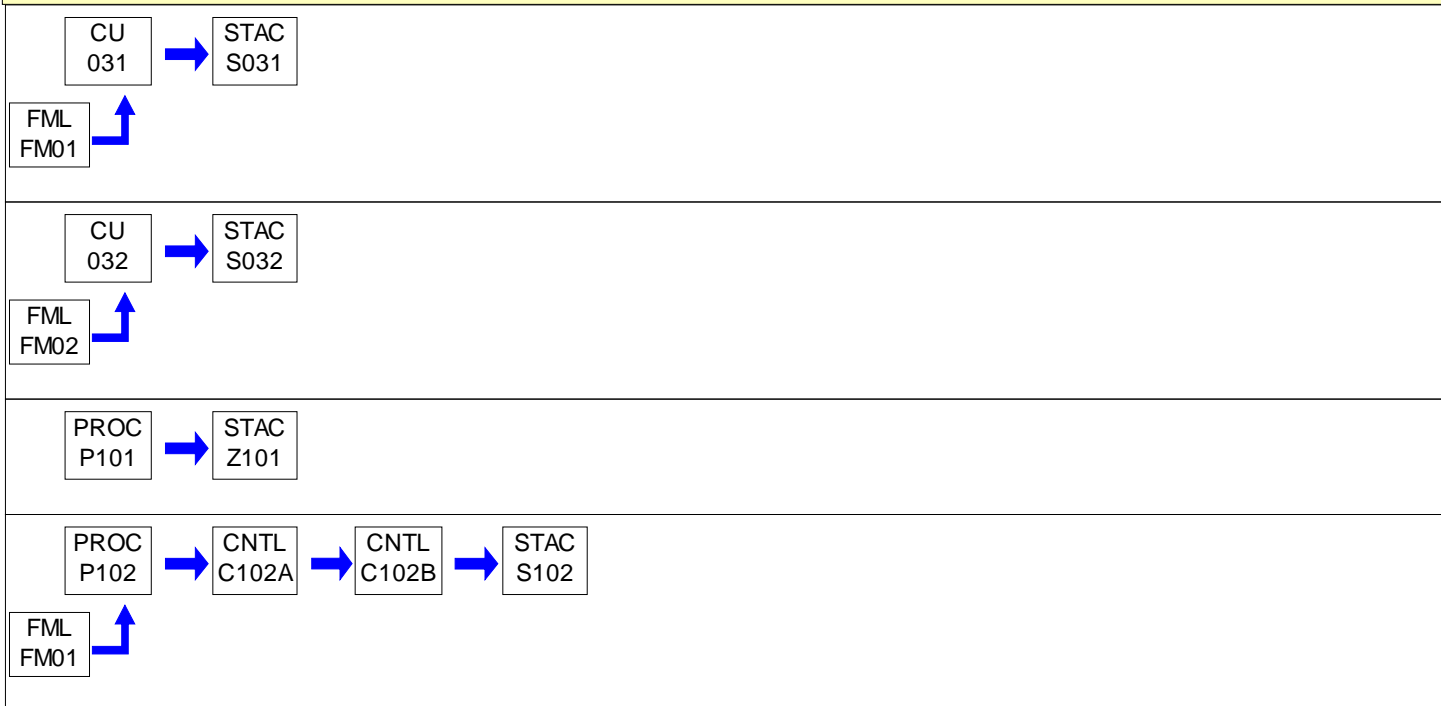 CU
031
STAC
S031
FML
FM01
CU
032
STAC
S032
FML
FM02
PROC
P101
STAC
Z101
PROC
P102
CNTL
C102A
CNTL
C102B
STAC
S102
FML
FM01